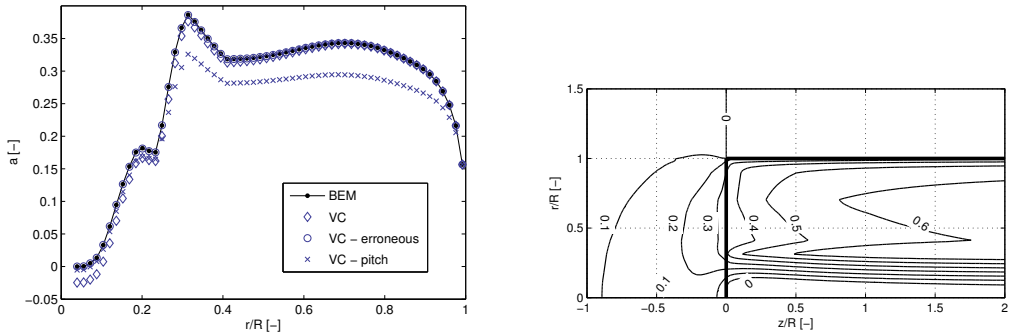 0.35
0.3
0.25
0.2
0.15
0.1
0.05
0
−0.05
a [−]
0 0.2 0.4 0.6 0.8 1
r/R [−]
BEM
VC
VC − erroneous
VC − pitch
1.5
1
0.5
0
r/R [−]
−1 −0.5 0 0.5 1 1.5 2
z/R [−]
0
0.1
0.2
0.3
0.4
0.5
0.6
0.1
0